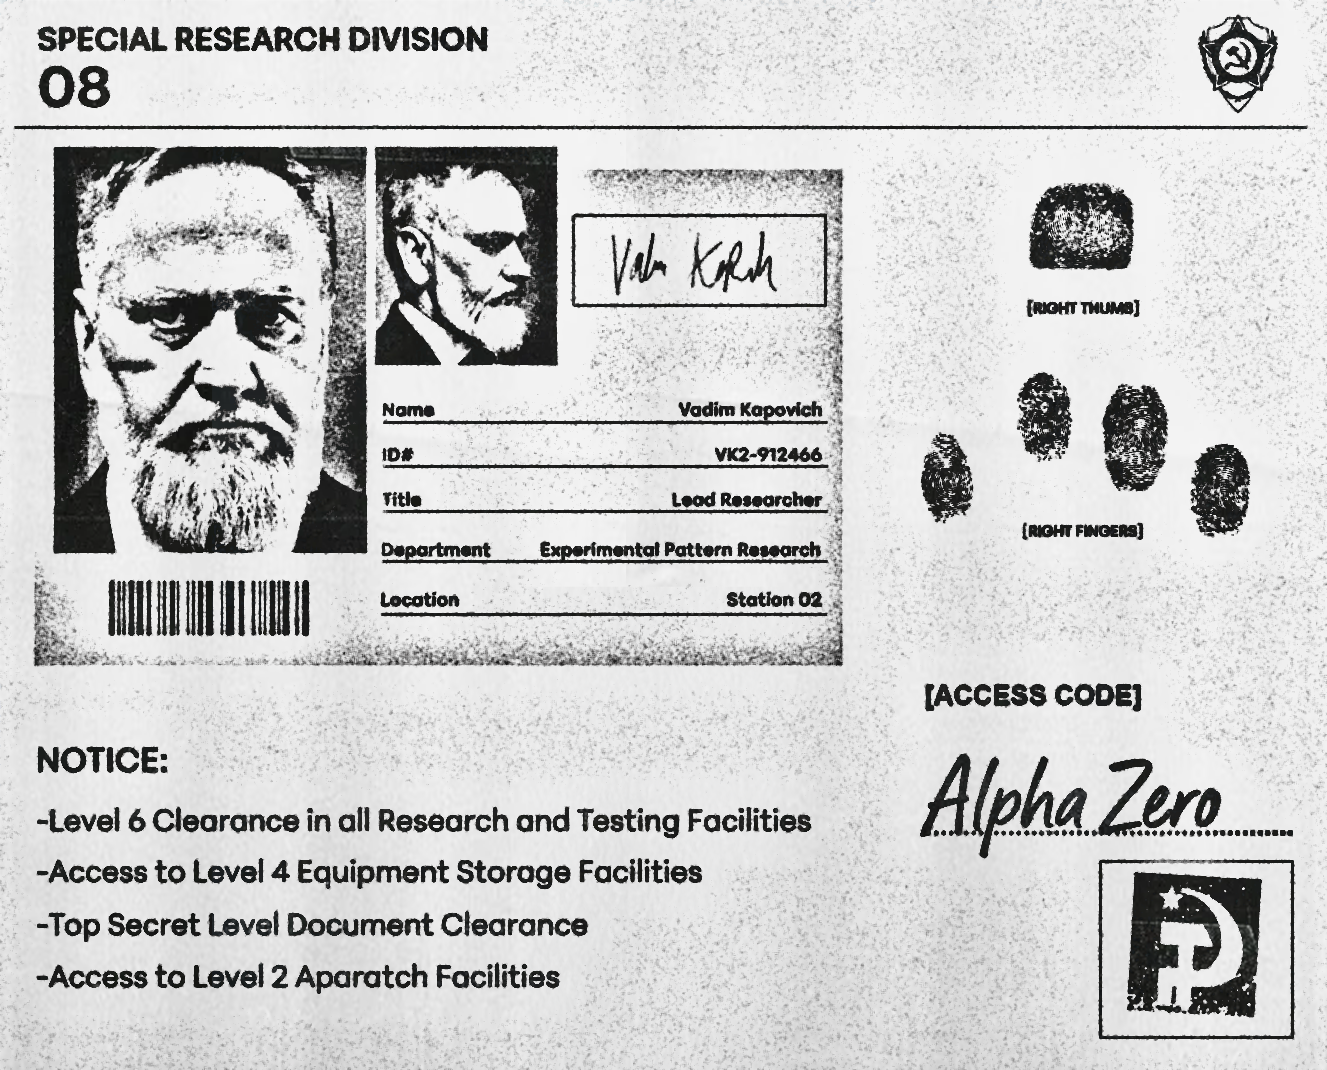 SPECIAL RESEARCH DIVISION
08
Name Vadim Kapovich
ID# VK2-912466
Title Lead Researcher
Department Experimental Pattern Research
Location Station 02
[RIGHT THUMB]
[RIGHT FINGERS]
[ACCESS CODE]
Alpha Zero
NOTICE:
-Level 6 Clearance in all Research and Testing Facilities
-Access to Level 4 Equipment Storage Facilities
-Top Secret Level Document Clearance
-Access to Level 2 Aparatch Facilities